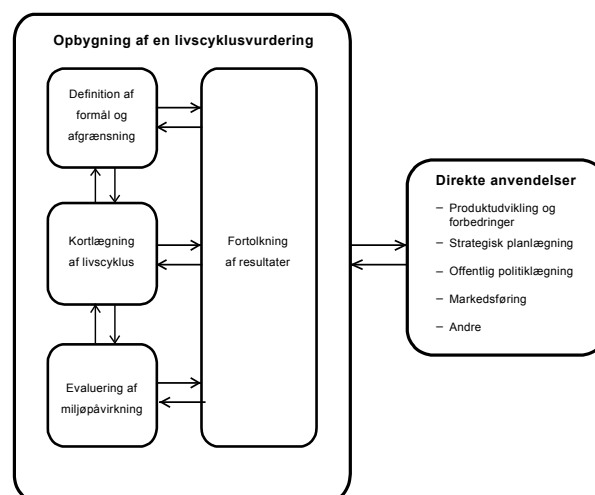 Opbygning af en livscyklusvurdering
Definition af
formål og
afgrænsning
Kortlægning
af livscyklus
Evaluering af
miljøpåvirkning
Fortolkning
af resultater
Direkte anvendelser
– Produktudvikling og
forbedringer
– Strategisk planlægning
– Offentlig politiklægning
– Markedsføring
– Andre